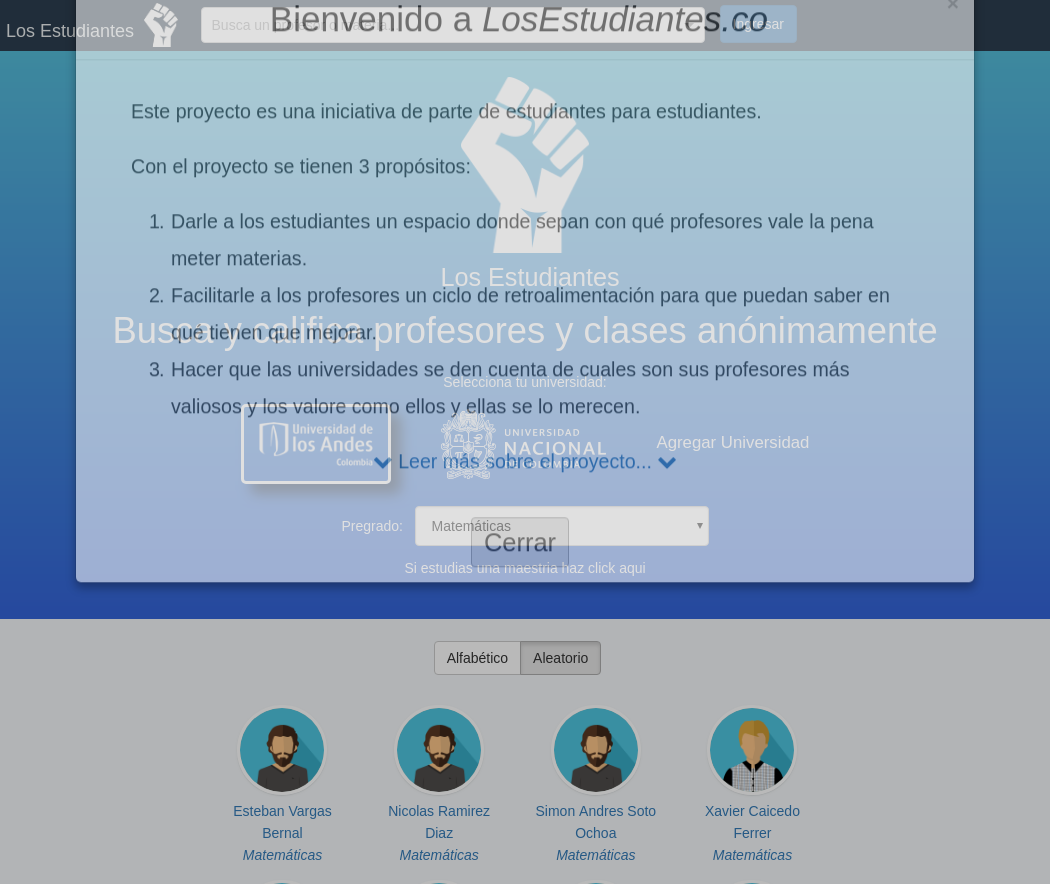 Los Estudiantes
Busca un profesor o materia
Ingresar
×
Bienvenido a LosEstudiantes.co
Este proyecto es una iniciativa de parte de estudiantes para estudiantes.
Con el proyecto se tienen 3 propósitos:
1. Darle a los estudiantes un espacio donde sepan con qué profesores vale la pena
meter materias.
2. Facilitarle a los profesores un ciclo de retroalimentación para que puedan saber en
qué tienen que mejorar.
3. Hacer que las universidades se den cuenta de cuales son sus profesores más
valiosos y los valore como ellos y ellas se lo merecen.
Leer más sobre el proyecto...
Cerrar
Los Estudiantes
Busca y califica profesores y clases anónimamente
Selecciona tu universidad:
Universidad de
los Andes
Colombia
UNIVERSIDAD
NACIONAL
DE COLOMBIA
Agregar Universidad
Pregrado:
Matemáticas
Si estudias una maestría haz click aqui
Alfabético
Aleatorio
Esteban Vargas
Bernal
Matemáticas
Nicolas Ramirez
Diaz
Matemáticas
Simon Andres Soto
Ochoa
Matemáticas
Xavier Caicedo
Ferrer
Matemáticas